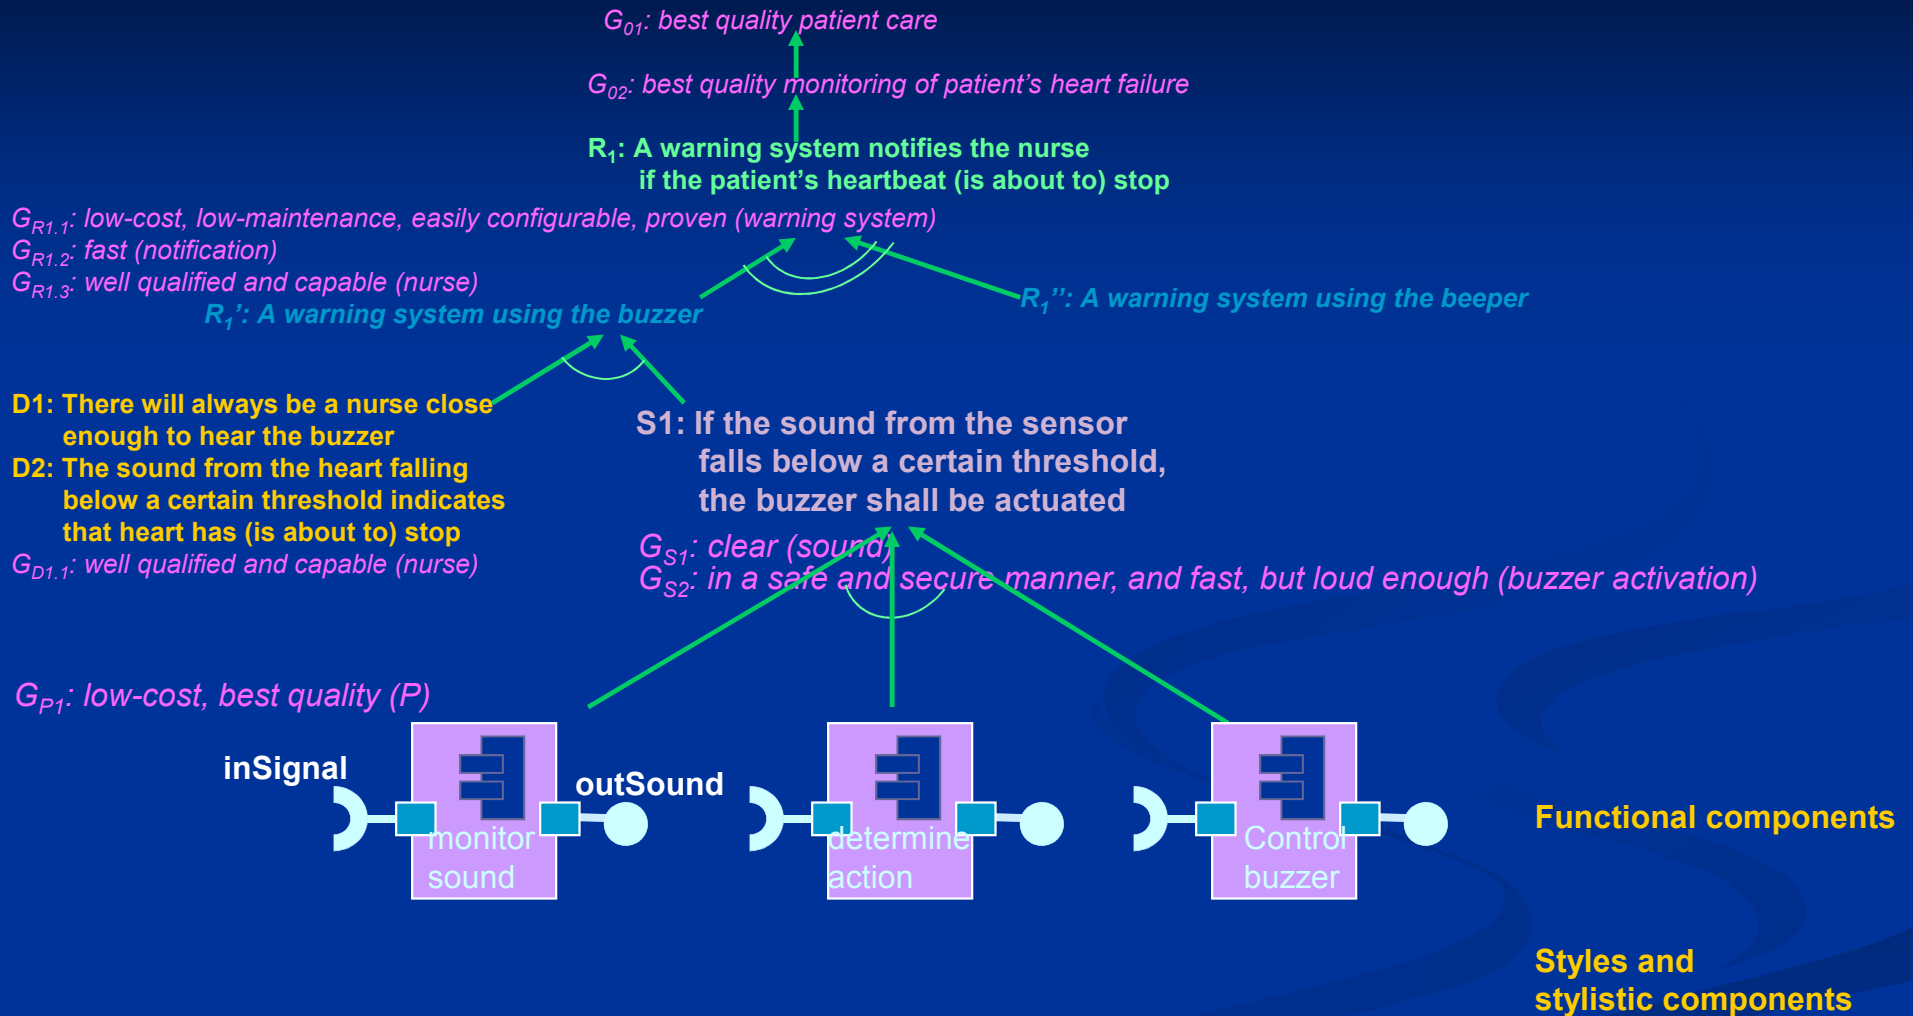 G01: best quality patient care
G02: best quality monitoring of patient's heart failure
R1: A warning system notifies the nurse
if the patient's heartbeat (is about to) stop
GR1.1: low-cost, low-maintenance, easily configurable, proven (warning system)
GR1.2: fast (notification)
GR1.3: well qualified and capable (nurse)
R1': A warning system using the buzzer
R1'': A warning system using the beeper
D1: There will always be a nurse close
enough to hear the buzzer
D2: The sound from the heart falling
below a certain threshold indicates
that heart has (is about to) stop
GD1.1: well qualified and capable (nurse)
S1: If the sound from the sensor
falls below a certain threshold,
the buzzer shall be actuated
GS1: clear (sound)
GS2: in a safe and secure manner, and fast, but loud enough (buzzer activation)
GP1: low-cost, best quality (P)
inSignal
outSound
monitor
sound
determine
action
Control
buzzer
Functional components
Styles and
stylistic components